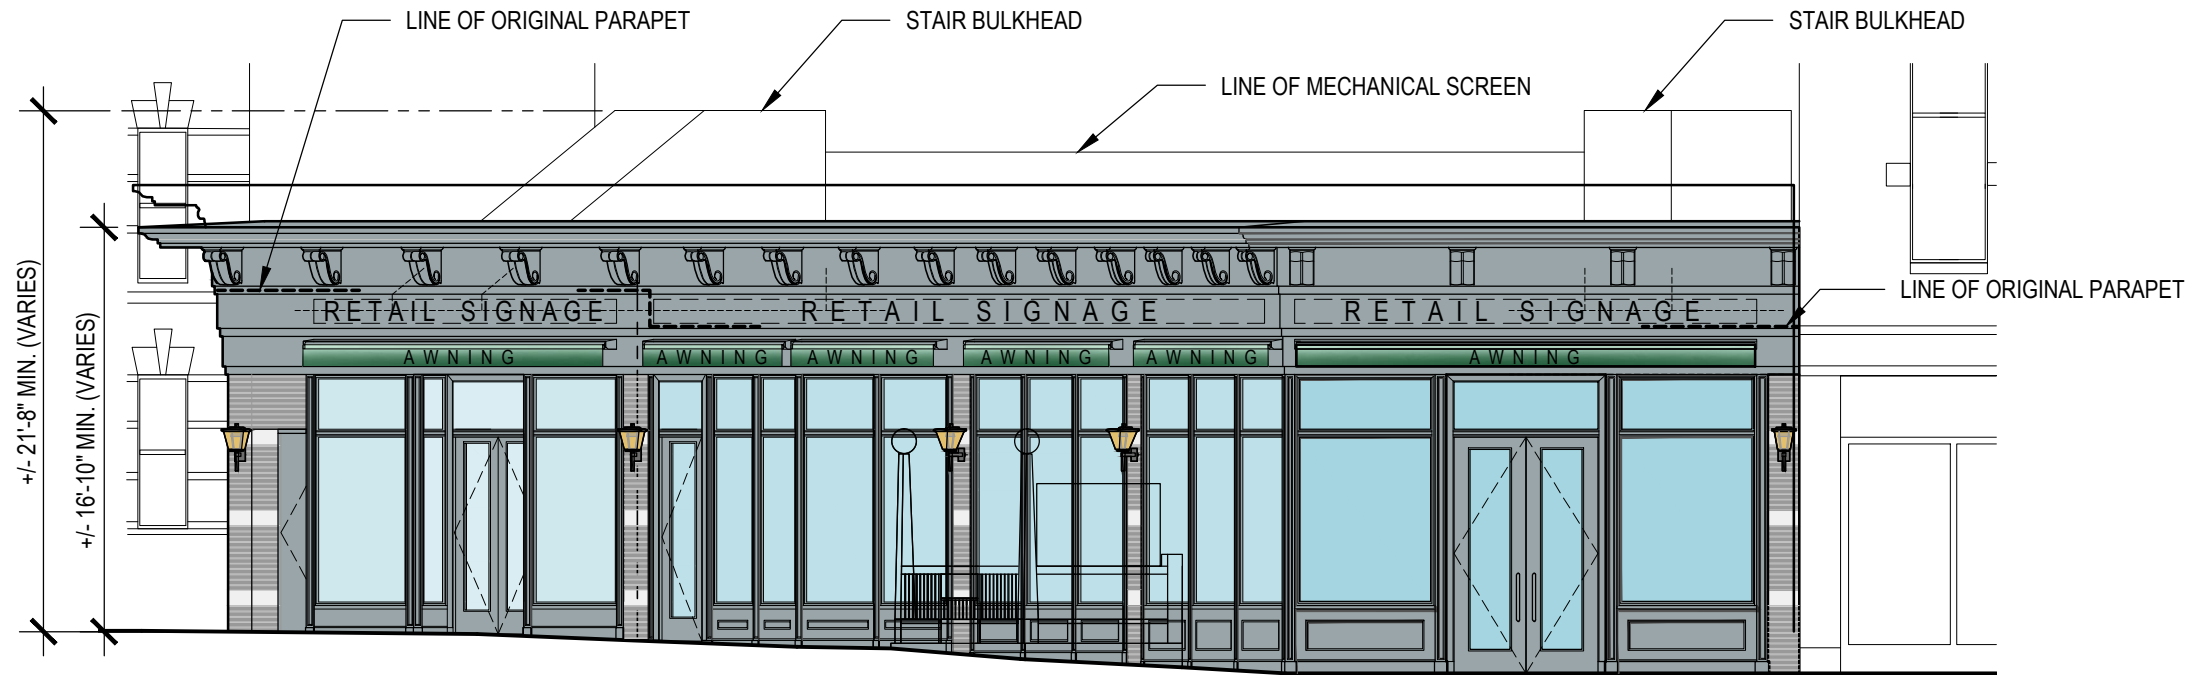 LINE OF ORIGINAL PARAPET
STAIR BULKHEAD
STAIR BULKHEAD
LINE OF MECHANICAL SCREEN
+/- 21'-8" MIN. (VARIES)
+/- 16'-10" MIN. (VARIES)
LINE OF ORIGINAL PARAPET
RETAIL SIGNAGE
RETAIL SIGNAGE
RETAIL SIGNAGE
AWNING
AWNING
AWNING
AWNING
AWNING
AWNING